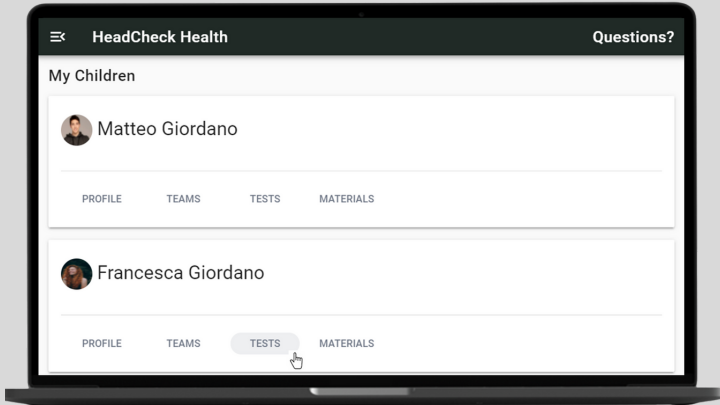 HeadCheck Health Questions?
My Children
Matteo Giordano
PROFILE TEAMS TESTS MATERIALS
Francesca Giordano
PROFILE TEAMS TESTS MATERIALS